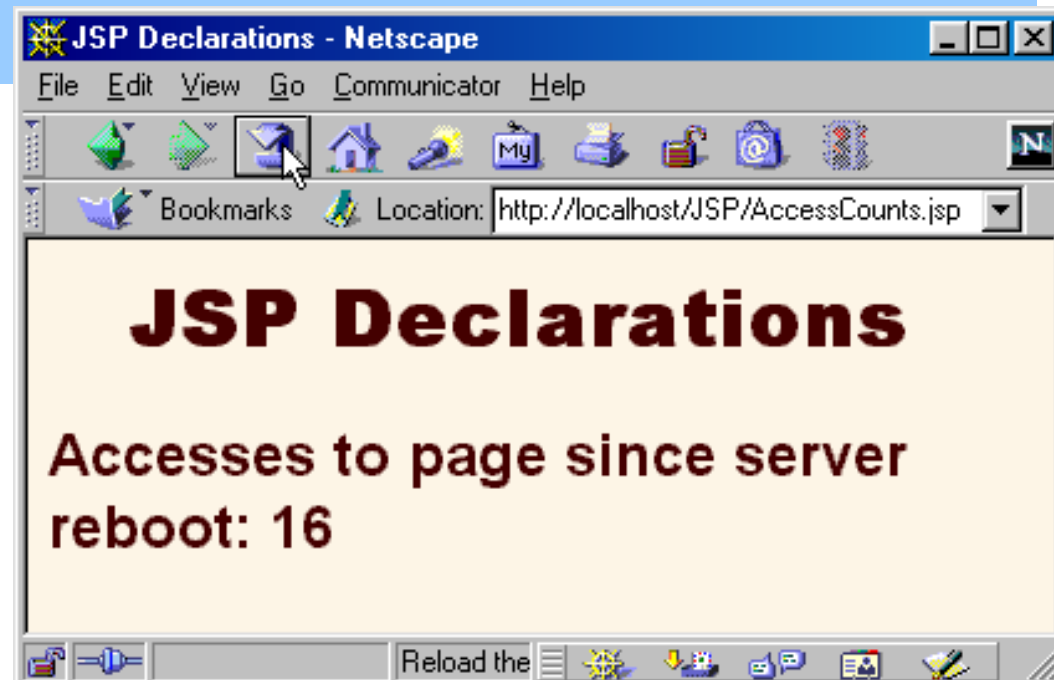 JSP Declarations - Netscape
File Edit View Go Communicator Help
My N
Bookmarks Location: http://localhost/JSP/AccessCounts.jsp
JSP Declarations
Accesses to page since server
reboot: 16
Reload the